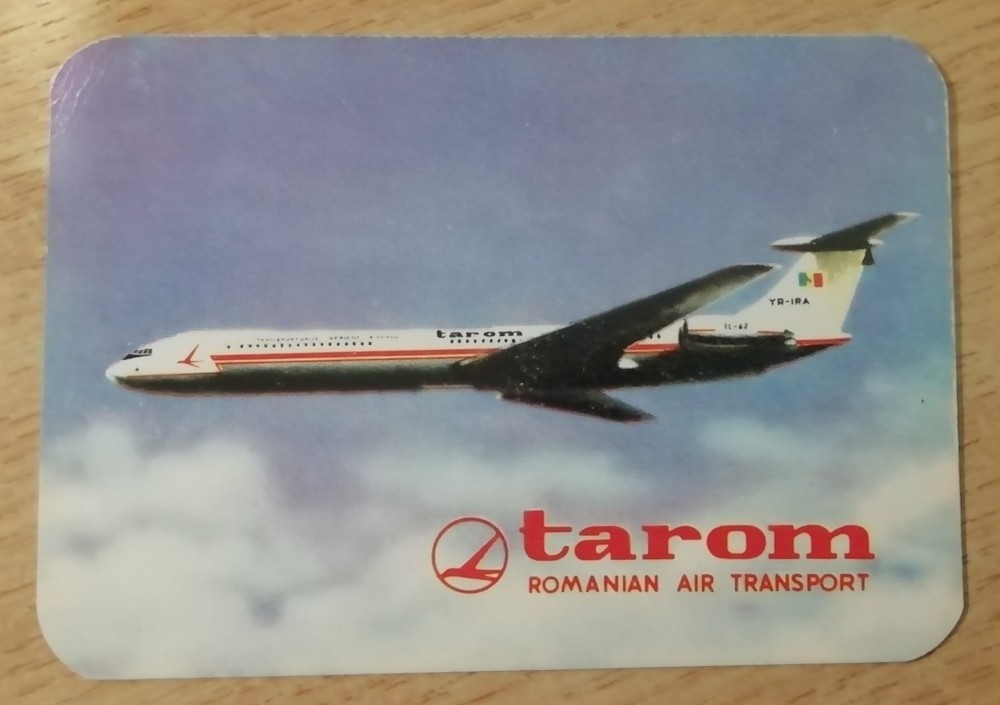 YR-IRA
IL-62
tarom
tarom
ROMANIAN AIR TRANSPORT